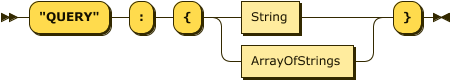 "QUERY" : { String }
ArrayOfStrings